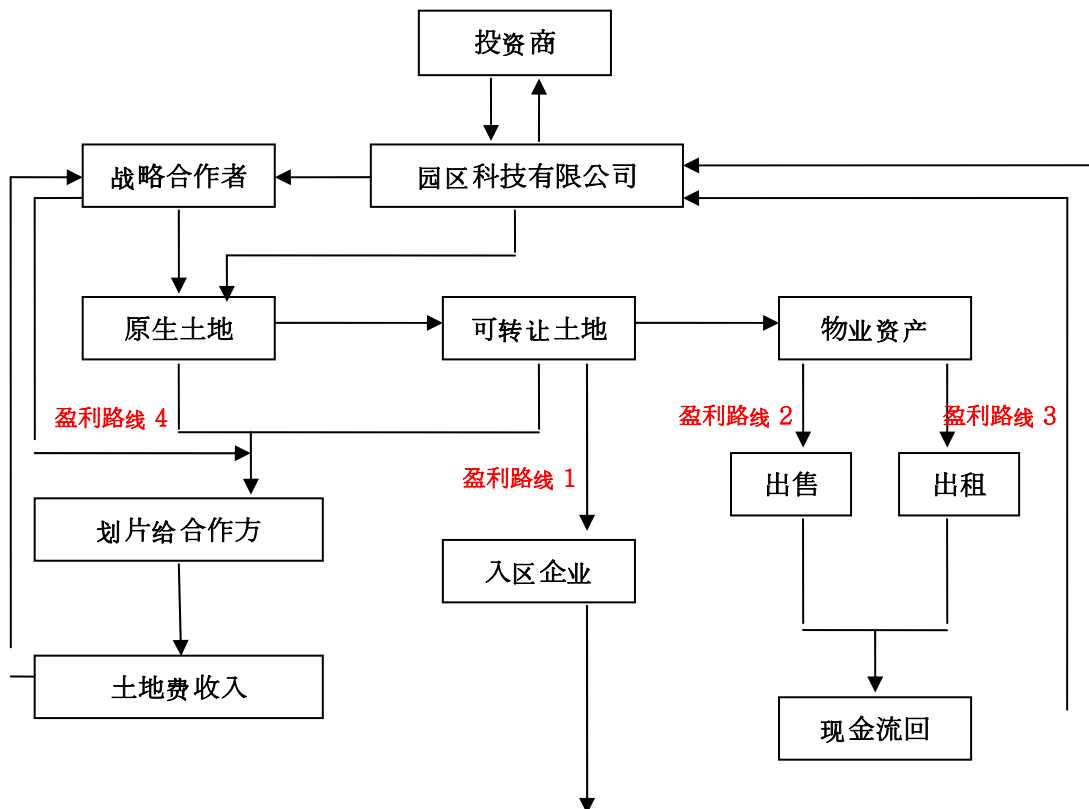 投资商
战略合作者
园区科技有限公司
原生土地
可转让土地
物业资产
盈利路线 4
盈利路线 2
盈利路线 3
盈利路线 1
出售
出租
划片给合作方
入区企业
土地费收入
现金流回